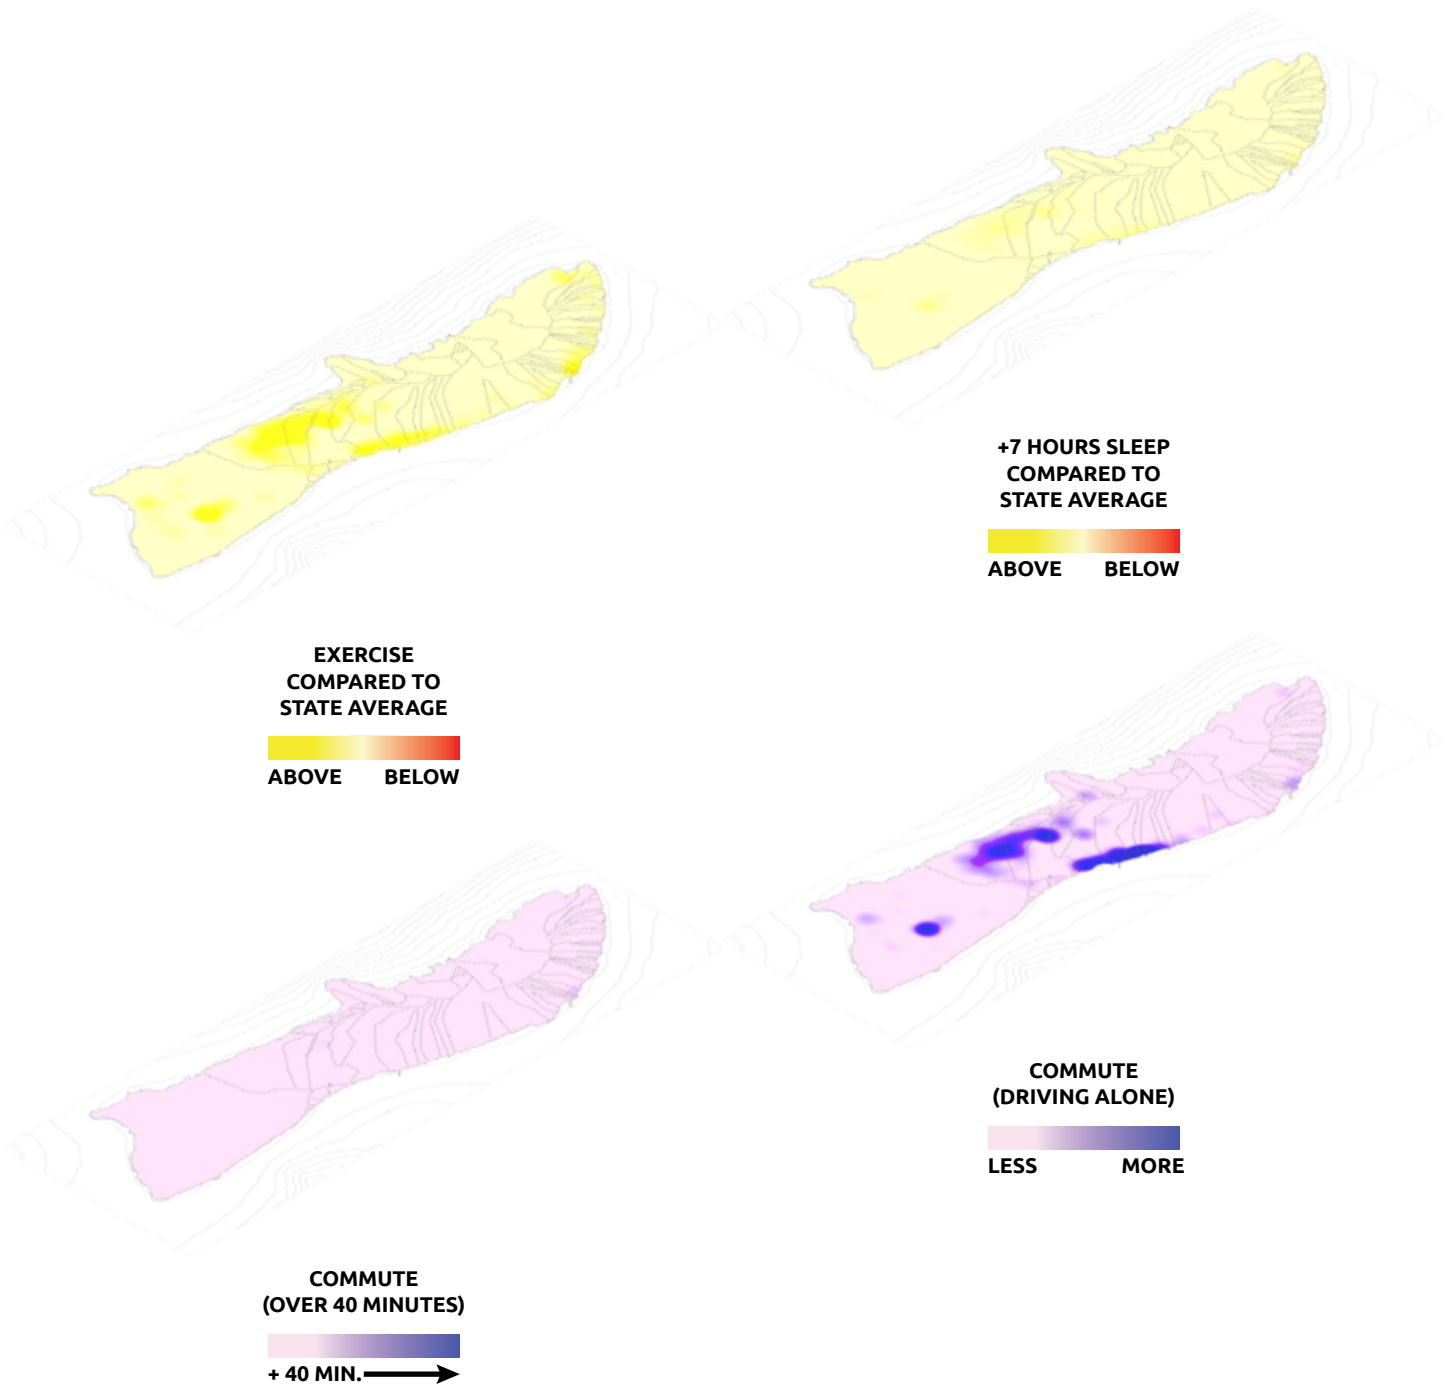 +7 HOURS SLEEP
COMPARED TO
STATE AVERAGE
ABOVE BELOW
EXERCISE
COMPARED TO
STATE AVERAGE
ABOVE BELOW
COMMUTE
(DRIVING ALONE)
LESS MORE
COMMUTE
(OVER 40 MINUTES)
+ 40 MIN.